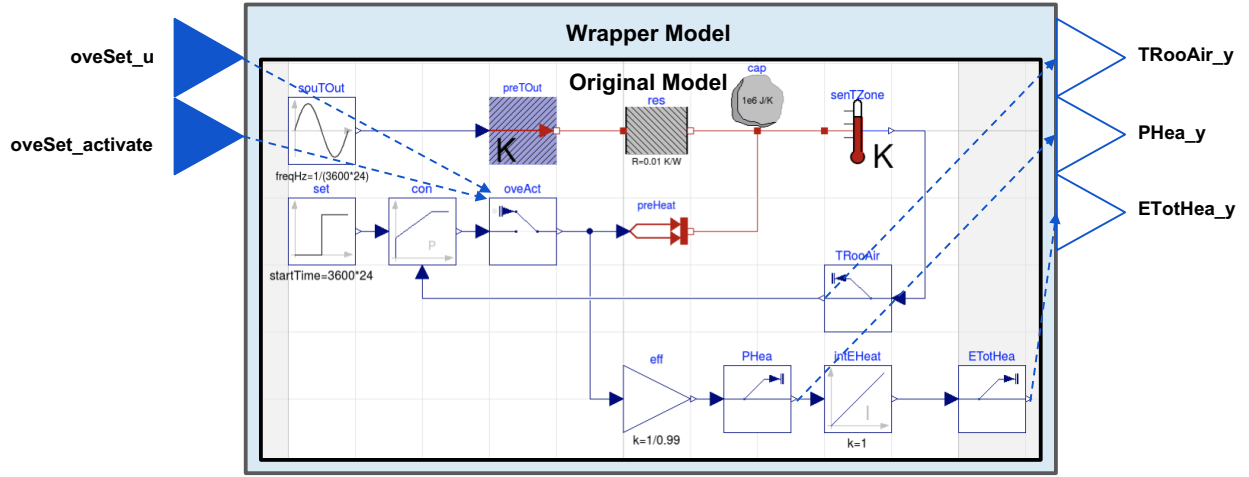 Wrapper Model
oveSet_u
TRooAir_y
Original Model
cap
souTOut
preTOut
res
1e6 J/K
senTZone
K
K
R=0.01 K/W
oveSet_activate
PHea_y
freqHz=1/(3600*24)
set
con
oveAct
preHeat
ETotHea_y
P
startTime=3600*24
TRooAir
eff
PHea
intEHeat
ETotHea
I
k=1/0.99
k=1